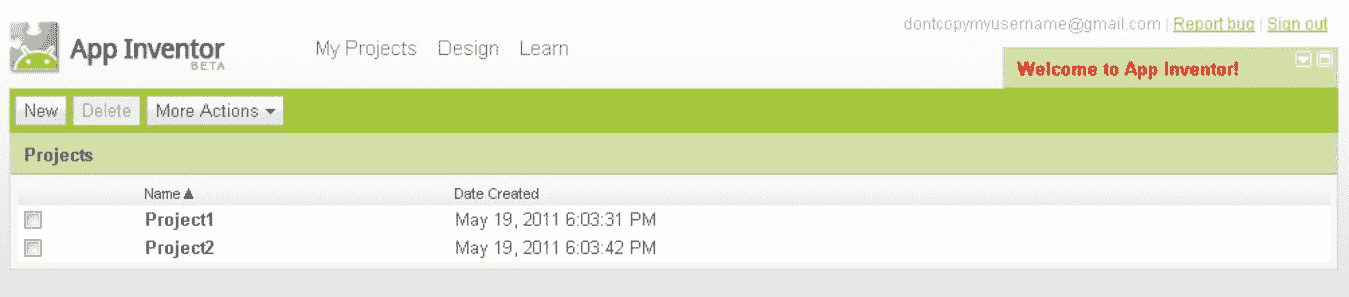 dontcopymyusername@gmail.com | Report bug | Sign out
App Inventor
BETA
My Projects Design Learn
Welcome to App Inventor!
New Delete More Actions
Projects
Name Date Created
Project1 May 19, 2011 6:03:31 PM
Project2 May 19, 2011 6:03:42 PM